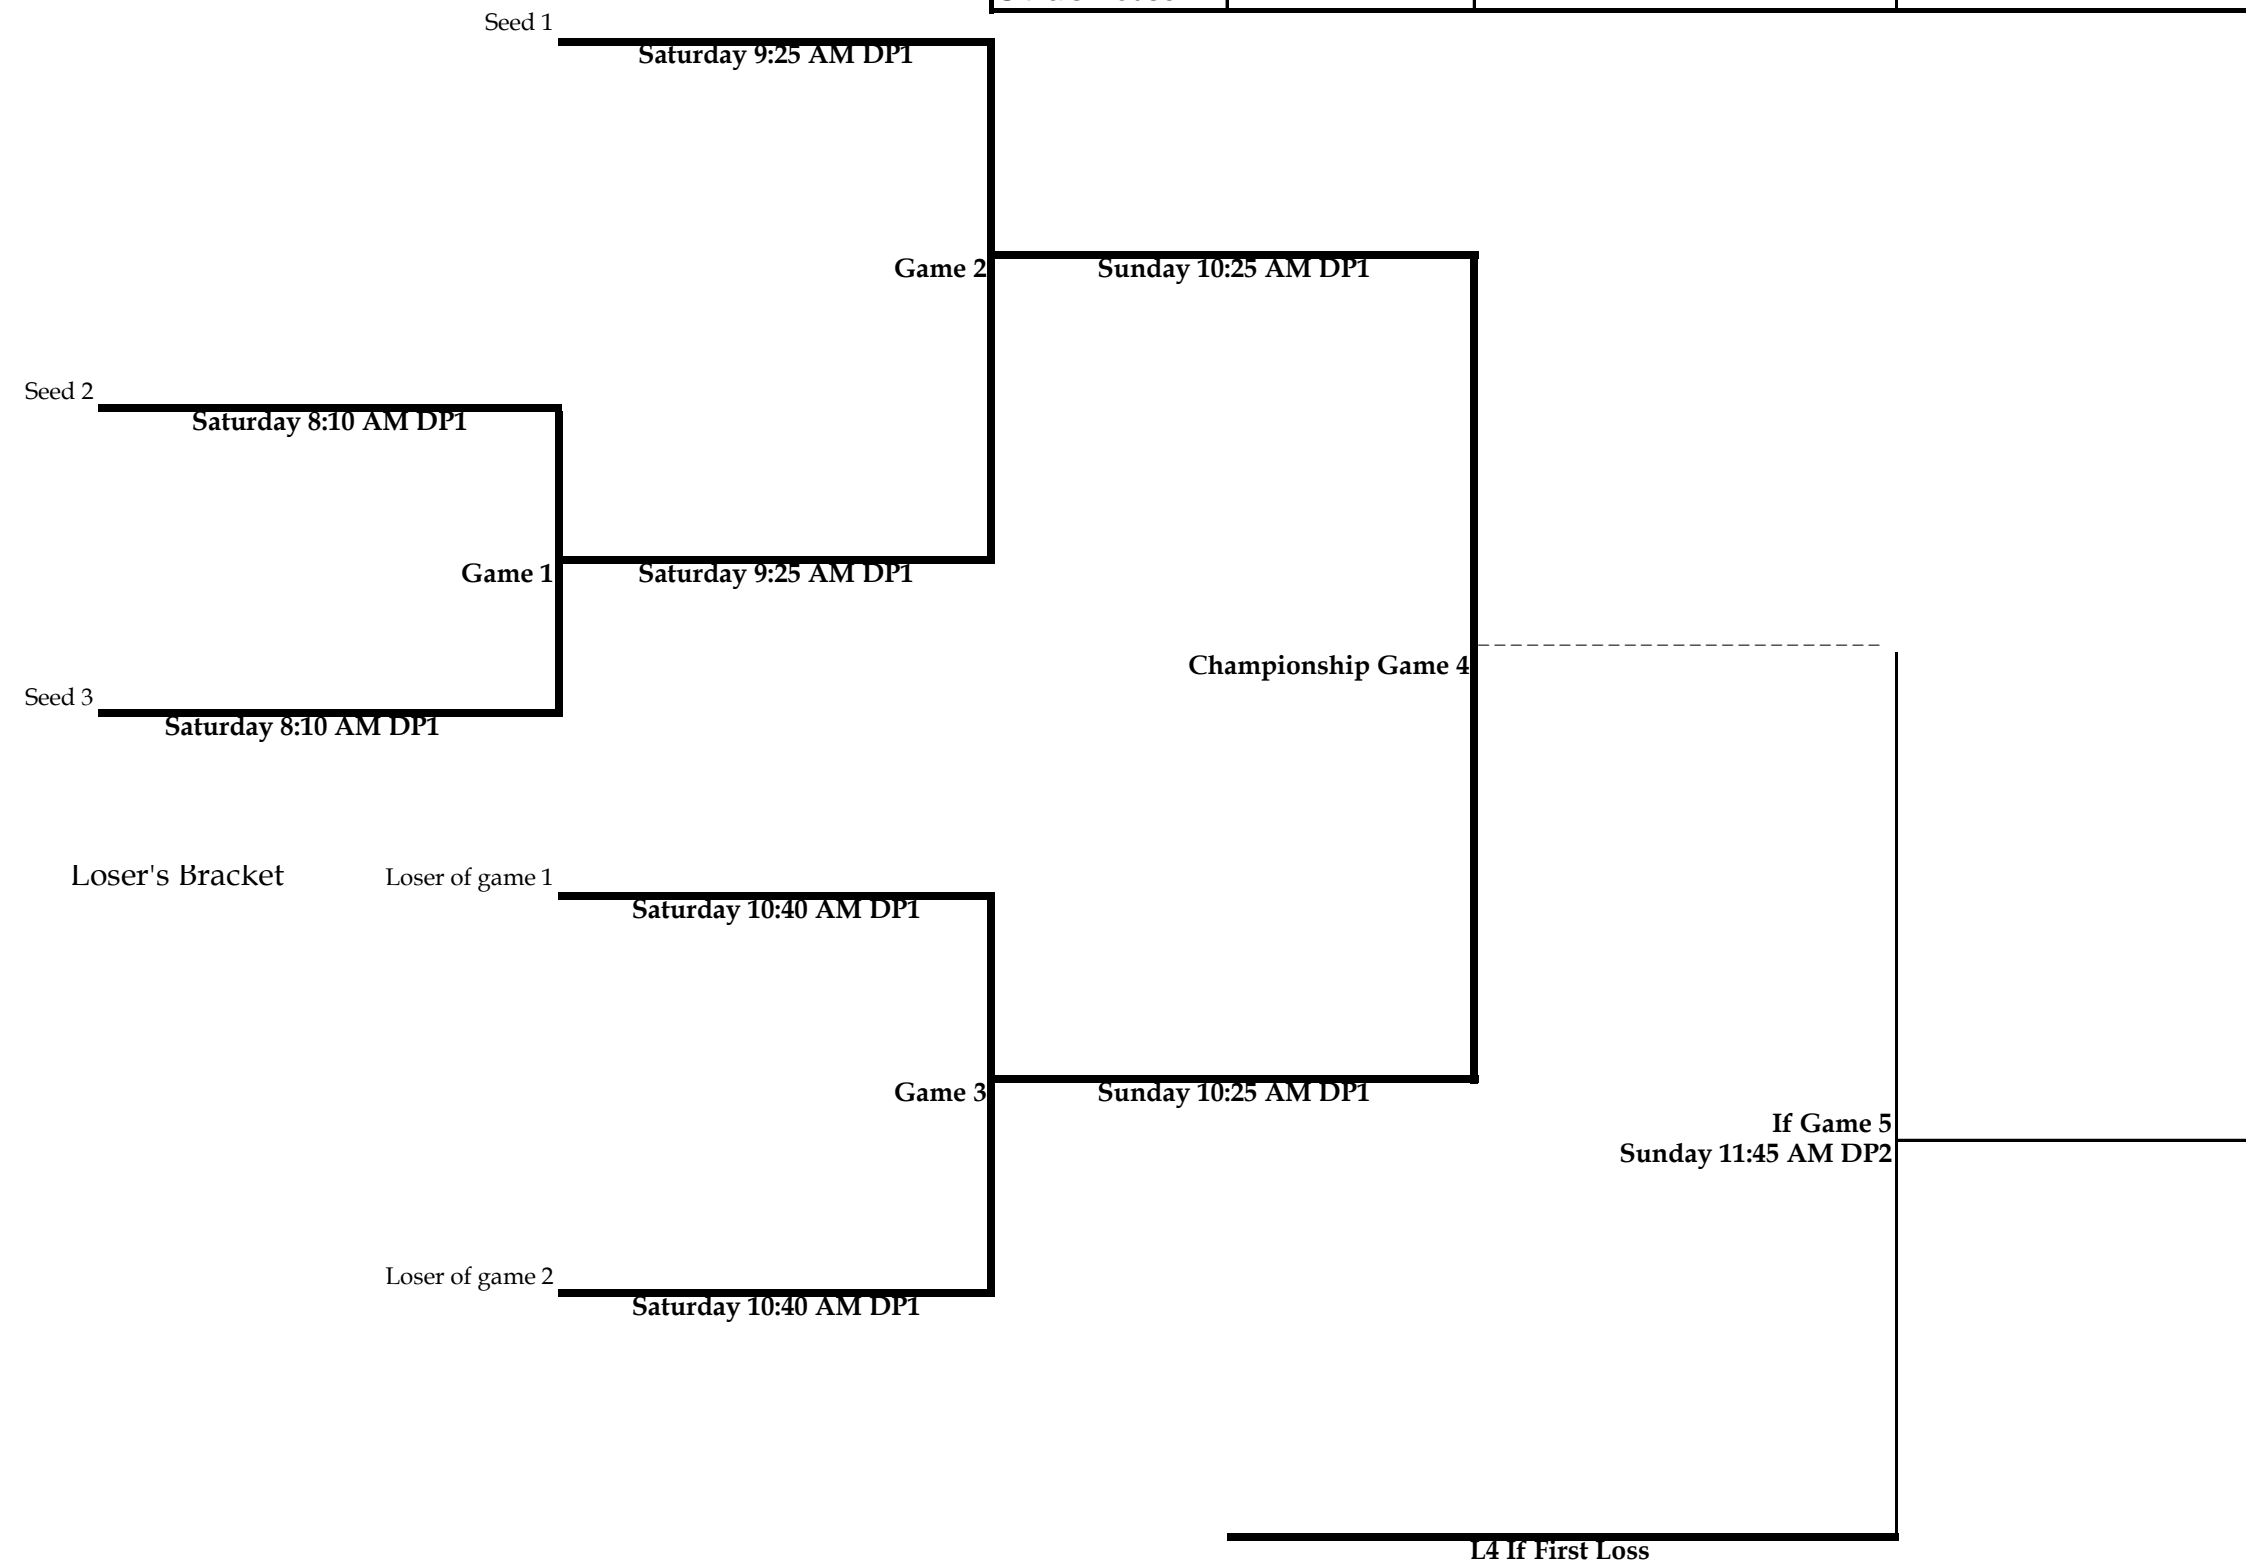 Seed 1
Saturday 9:25 AM DP1
Game 2
Sunday 10:25 AM DP1
Seed 2
Saturday 8:10 AM DP1
Game 1
Saturday 9:25 AM DP1
Championship Game 4
Seed 3
Saturday 8:10 AM DP1
Loser's Bracket
Loser of game 1
Saturday 10:40 AM DP1
Game 3
Sunday 10:25 AM DP1
If Game 5
Sunday 11:45 AM DP2
Loser of game 2
Saturday 10:40 AM DP1
L4 If First Loss